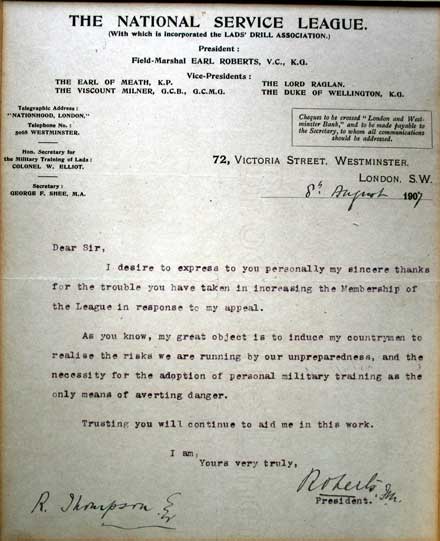 THE NATIONAL SERVICE LEAGUE.
(With which is incorporated the LADS' DRILL ASSOCIATION.)
President :
Field-Marshal EARL ROBERTS, V.C., K.G.
Vice-Presidents :
THE EARL OF MEATH, K.P.
THE VISCOUNT MILNER, G.C.B., G.C.M.G.
THE LORD RAGLAN.
THE DUKE OF WELLINGTON, K.G.
Telegraphic Address :
"NATIONHOOD, LONDON."
Telephone No. :
WESTMINSTER.
Hon. Secretary for
the Military Training of Lads :
COLONEL W. ELLIOT.
Secretary :
GEORGE F. SHEE, M.A.
Cheques to be crossed "London and West-
minster Bank," and to be made payable to
the Secretary, to whom all communications
should be addressed.
72, VICTORIA STREET, WESTMINSTER,
LONDON, S.W.
8th August 1907
Dear Sir,
I desire to express to you personally my sincere thanks
for the trouble you have taken in increasing the Membership of
the League in response to my appeal.
As you know, my great object is to induce my countrymen to
realise the risks we are running by our unpreparedness, and the
necessity for the adoption of personal military training as the
only means of averting danger.
Trusting you will continue to aid me in this work.
I am,
Yours very truly,
Roberts, F.M.
President.
R. Thompson Esq